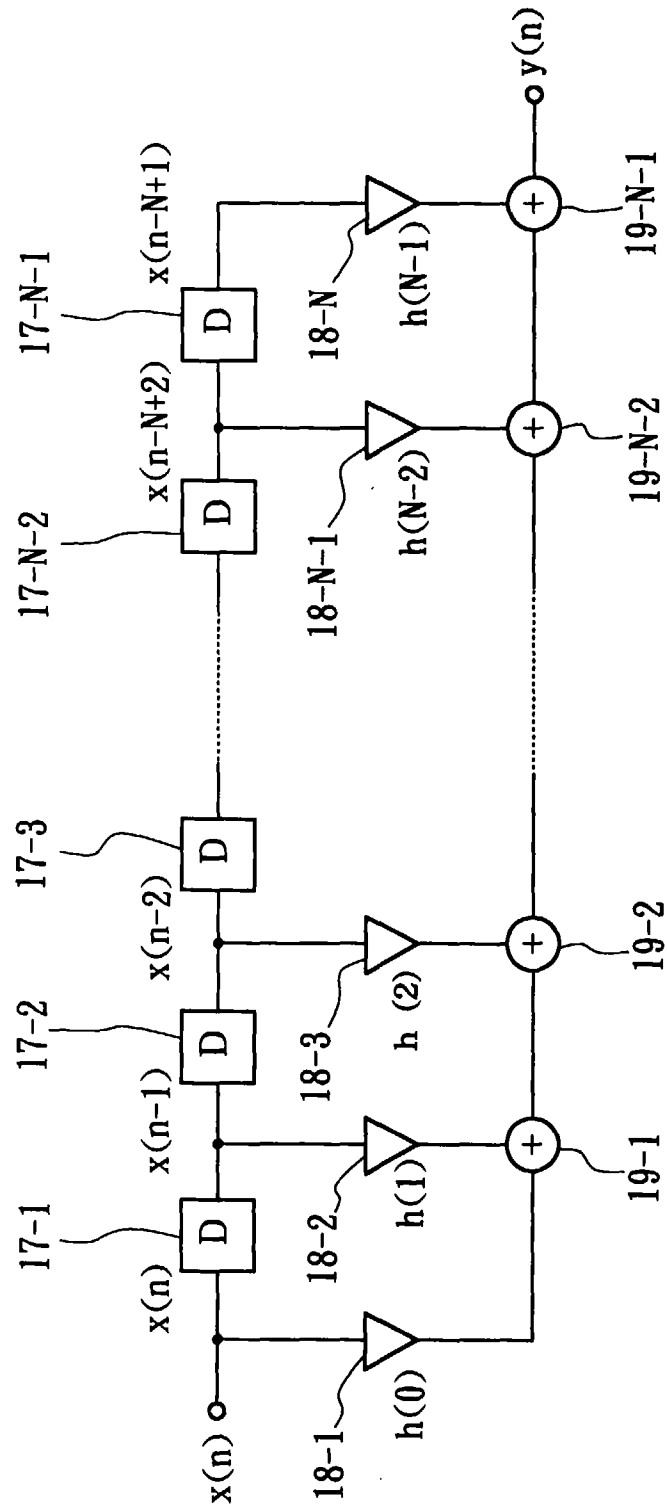 17-1
17-2
17-3
17-N-2
17-N-1
x(n)
x(n)
x(n-1)
x(n-2)
x(n-N+2)
x(n-N+1)
D
D
D
D
D
18-1
18-2
18-3
18-N-1
18-N
h(0)
h(1)
h (2)
h(N-2)
h(N-1)
+
+
+
+
y(n)
19-1
19-2
19-N-2
19-N-1